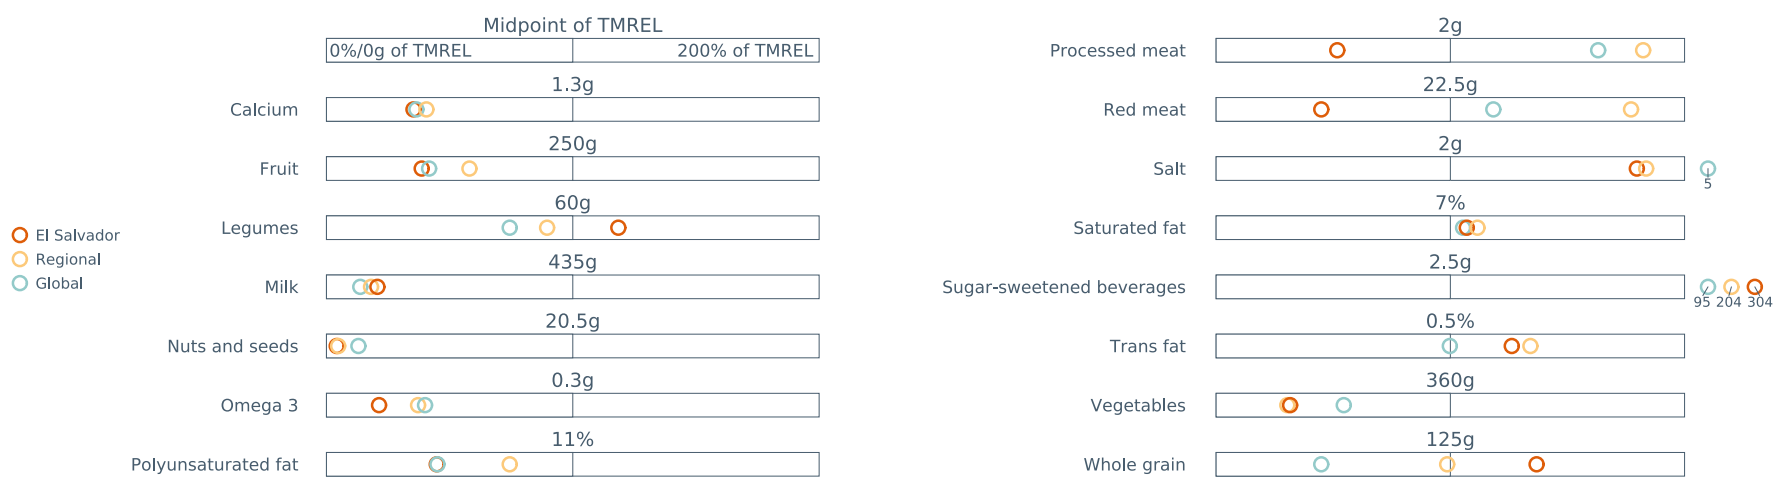 Midpoint of TMREL
0%/0g of TMREL 200% of TMREL
1.3g
Calcium
250g
Fruit
60g
Legumes
435g
Milk
20.5g
Nuts and seeds
0.3g
Omega 3
11%
Polyunsaturated fat
El Salvador
Regional
Global
2g
Processed meat
22.5g
Red meat
2g
Salt
5
7%
Saturated fat
2.5g
Sugar-sweetened beverages
95 204 304
0.5%
Trans fat
360g
Vegetables
125g
Whole grain